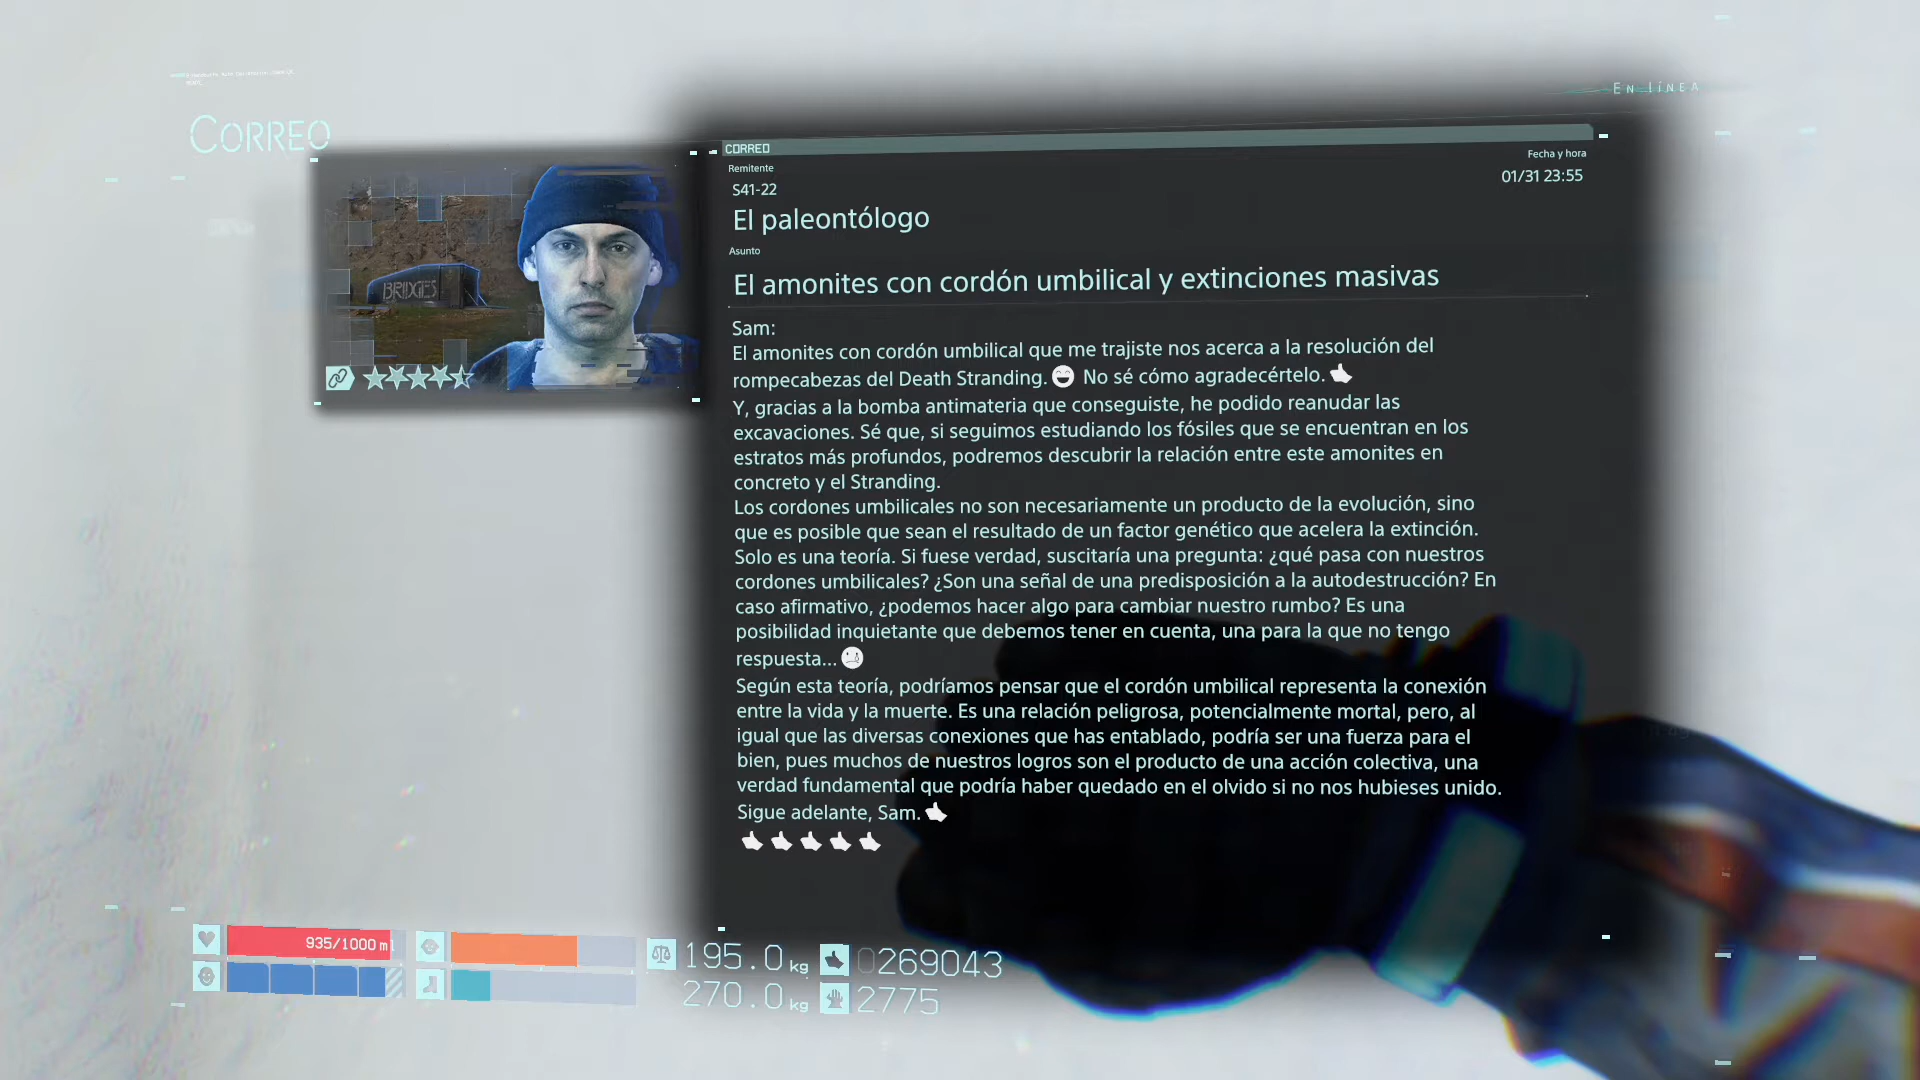 CORREO
EN LÍNEA
CORREO
Remitente
Fecha y hora
S41-22
01/31 23:55
El paleontólogo
Asunto
El amonites con cordón umbilical y extinciones masivas
BRIDGES
Sam:
El amonites con cordón umbilical que me trajiste nos acerca a la resolución del
rompecabezas del Death Stranding. No sé cómo agradecértelo.
Y, gracias a la bomba antimateria que conseguiste, he podido reanudar las
excavaciones. Sé que, si seguimos estudiando los fósiles que se encuentran en los
estratos más profundos, podremos descubrir la relación entre este amonites en
concreto y el Stranding.
Los cordones umbilicales no son necesariamente un producto de la evolución, sino
que es posible que sean el resultado de un factor genético que acelera la extinción.
Solo es una teoría. Si fuese verdad, suscitaría una pregunta: ¿qué pasa con nuestros
cordones umbilicales? ¿Son una señal de una predisposición a la autodestrucción? En
caso afirmativo, ¿podemos hacer algo para cambiar nuestro rumbo? Es una
posibilidad inquietante que debemos tener en cuenta, una para la que no tengo
respuesta...
Según esta teoría, podríamos pensar que el cordón umbilical representa la conexión
entre la vida y la muerte. Es una relación peligrosa, potencialmente mortal, pero, al
igual que las diversas conexiones que has entablado, podría ser una fuerza para el
bien, pues muchos de nuestros logros son el producto de una acción colectiva, una
verdad fundamental que podría haber quedado en el olvido si no nos hubieses unido.
Sigue adelante, Sam.
935/1000 ml
195.0 kg
0269043
270.0 kg
2775